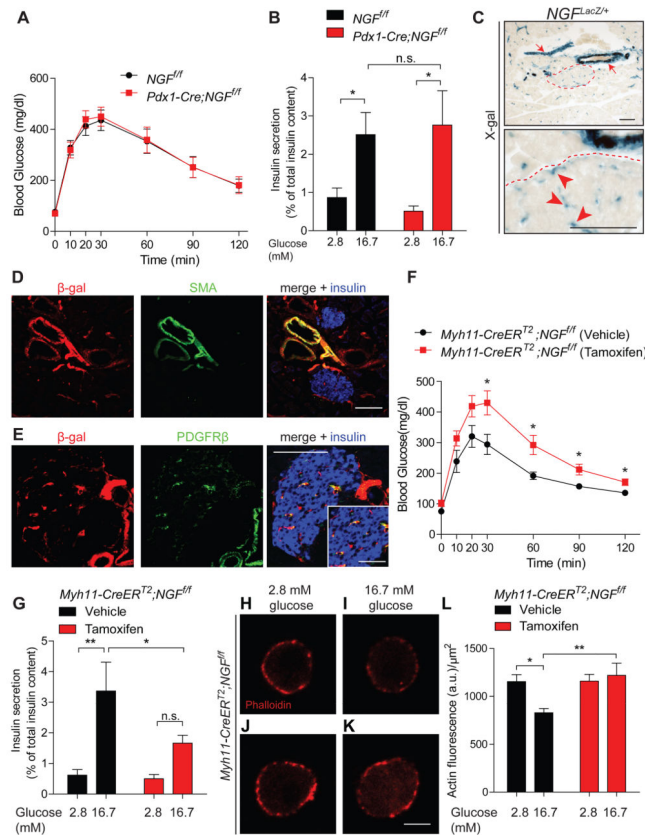 A
NGF^f/f
Pdx1-Cre;NGF^f/f
Blood Glucose (mg/dl)
600
400
200
0
0 10 20 30 60 90 120
Time (min)
B
NGF^f/f
Pdx1-Cre;NGF^f/f
n.s.
* *
Insulin secretion
(% of total insulin content)
5
4
3
2
1
0
Glucose 2.8 16.7 2.8 16.7
(mM)
C
NGF^LacZ/+
X-gal
D
β-gal SMA merge + insulin
E
β-gal PDGFRβ merge + insulin
F
Myh11-CreER^T2;NGF^f/f (Vehicle)
Myh11-CreER^T2;NGF^f/f (Tamoxifen)
Blood Glucose(mg/dl)
500
400
300
200
100
0
* * * *
0 10 20 30 60 90 120
Time (min)
G
Myh11-CreER^T2;NGF^f/f
Vehicle
Tamoxifen
** *
n.s.
Insulin secretion
(% of total insulin content)
5
4
3
2
1
0
Glucose 2.8 16.7 2.8 16.7
(mM)
H 2.8 mM glucose
I 16.7 mM glucose
Myh11-CreER^T2;NGF^f/f
Phalloidin
J K
L
Myh11-CreER^T2;NGF^f/f
Vehicle
Tamoxifen
* **
Actin fluorescence (a.u.)/μm²
1500
1200
900
600
300
0
Glucose 2.8 16.7 2.8 16.7
(mM)